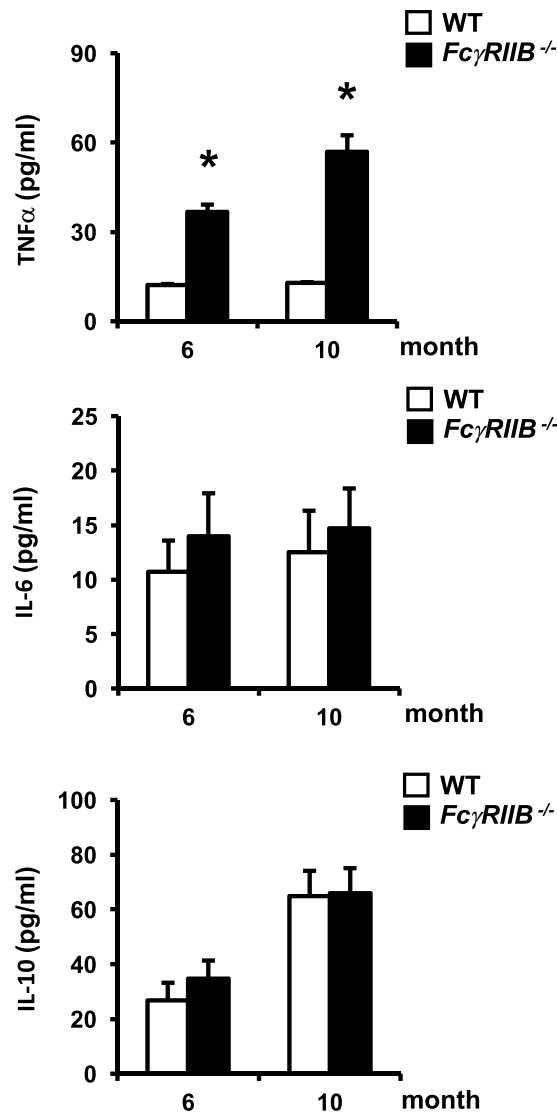 WT
FcγRIIB -/-
TNFα (pg/ml)
90
60
30
0
*
*
6
10
month
WT
FcγRIIB -/-
IL-6 (pg/ml)
25
20
15
10
5
0
6
10
month
WT
FcγRIIB -/-
IL-10 (pg/ml)
100
80
60
40
20
0
6
10
month